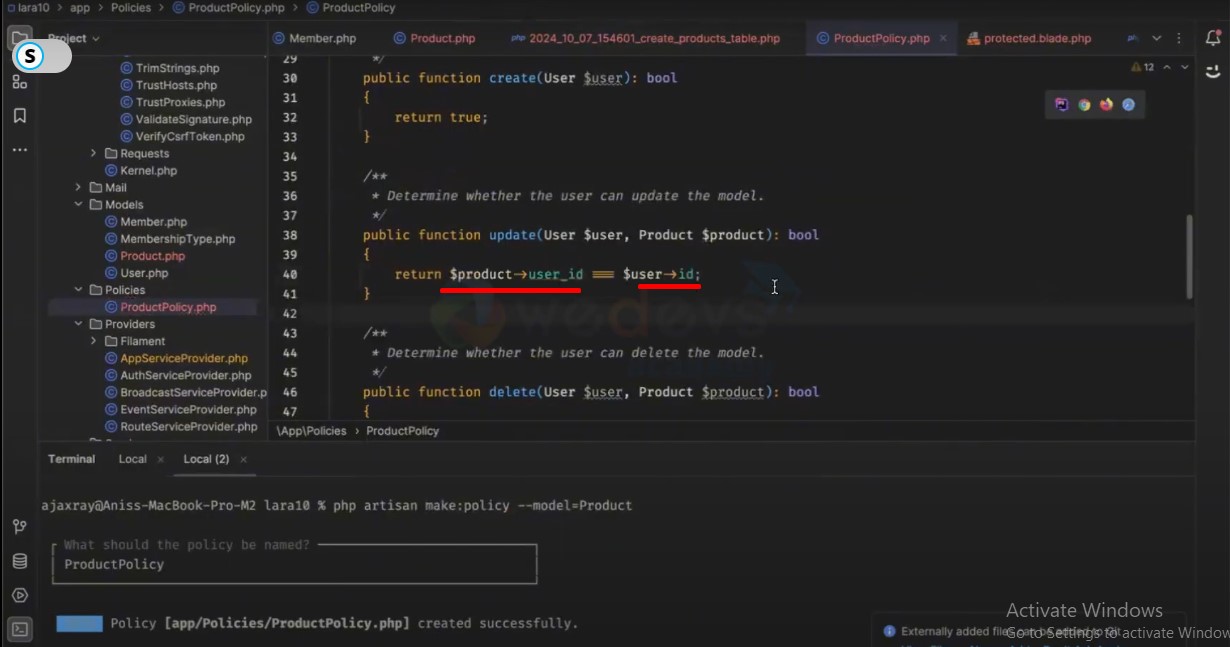 lara10 > app > Policies > ProductPolicy.php > ProductPolicy
S
Project
Member.php
Product.php
2024_10_07_154601_create_products_table.php
ProductPolicy.php ×
protected.blade.php
TrimStrings.php
TrustHosts.php
TrustProxies.php
ValidateSignature.php
VerifyCsrfToken.php
Requests
Kernel.php
Mail
Models
Member.php
MembershipType.php
Product.php
User.php
Policies
ProductPolicy.php
Providers
Filament
AppServiceProvider.php
AuthServiceProvider.php
BroadcastServiceProvider.p
EventServiceProvider.php
RouteServiceProvider.php
12
29 */
30 public function create(User $user): bool
31 {
32 return true;
33 }
34
35 /**
36 * Determine whether the user can update the model.
37 */
38 public function update(User $user, Product $product): bool
39 {
40 return $product->user_id === $user->id;
41 }
42
43 /**
44 * Determine whether the user can delete the model.
45 */
46 public function delete(User $user, Product $product): bool
47 {
wedevs
\App\Policies > ProductPolicy
Terminal Local × Local (2) ×
ajaxray@Aniss-MacBook-Pro-M2 lara10 % php artisan make:policy --model=Product
What should the policy be named?
ProductPolicy
Policy [app/Policies/ProductPolicy.php] created successfully.
Activate Windows
Go to Settings to activate Window
Externally added files can be added to Git